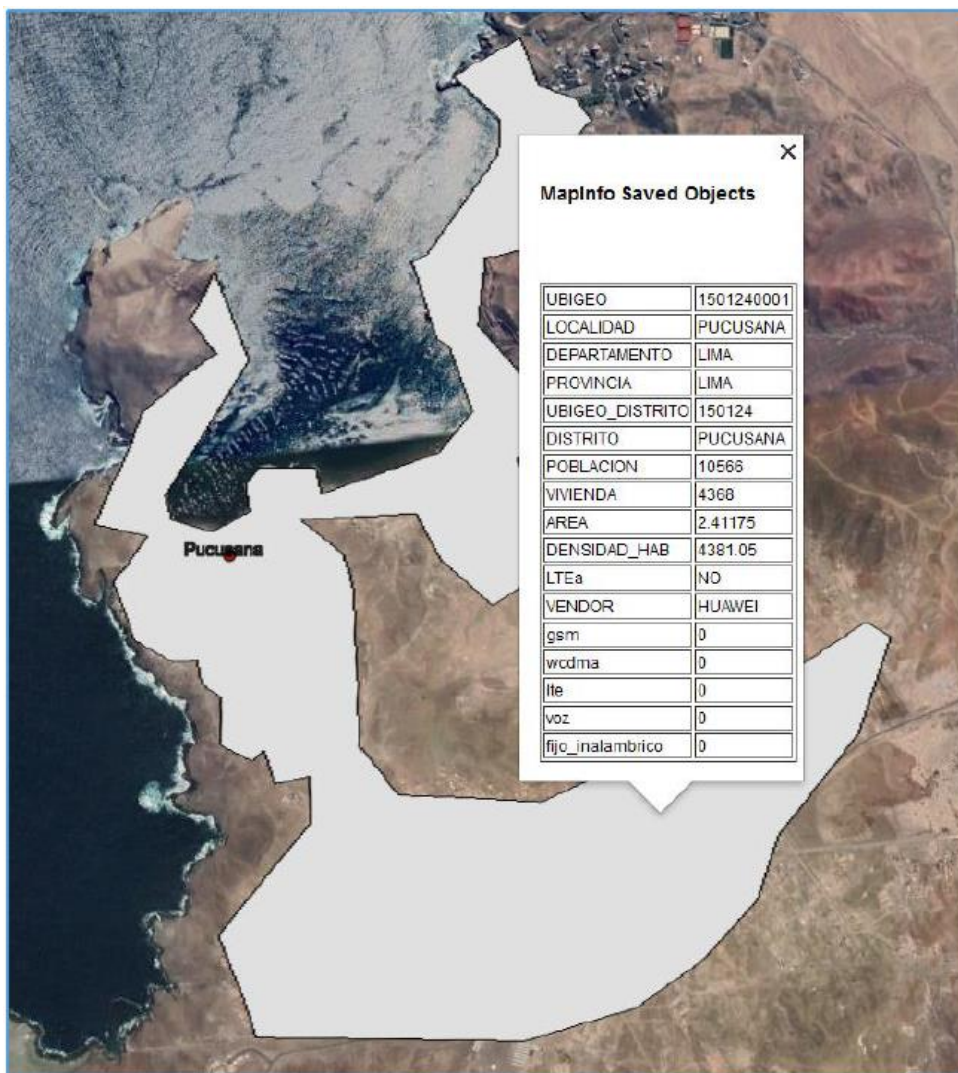 MapInfo Saved Objects
UBIGEO 1501240001
LOCALIDAD PUCUSANA
DEPARTAMENTO LIMA
PROVINCIA LIMA
UBIGEO_DISTRITO 150124
DISTRITO PUCUSANA
POBLACION 10566
VIVIENDA 4368
AREA 2.41175
DENSIDAD_HAB 4381.05
LTEa NO
VENDOR HUAWEI
gsm 0
wcdma 0
lte 0
voz 0
fijo_inalambrico 0
Pucusana